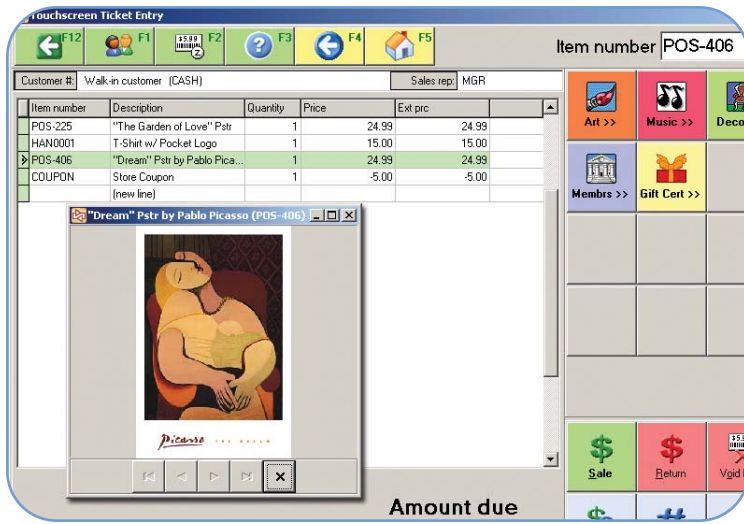 Touchscreen Ticket Entry
F12 F1 F2 F3 F4 F5
Item number POS-406
Customer #: Walk-in customer (CASH) Sales rep: MGR
Item number Description Quantity Price Ext prc
POS-225 "The Garden of Love" Pstr 1 24.99 24.99
HAN0001 T-Shirt w/ Pocket Logo 1 15.00 15.00
POS-406 "Dream" Pstr by Pablo Pica... 1 24.99 24.99
COUPON Store Coupon 1 -5.00 -5.00
(new line)
Art >> Music >> Deco
Membrs >> Gift Cert >>
"Dream" Pstr by Pablo Picasso (POS-406)
Picasso
Sale Return Void
Amount due